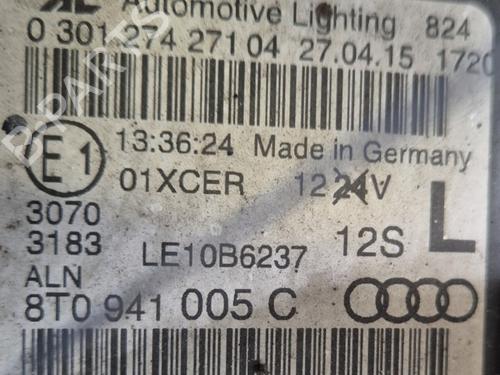 Automotive Lighting 824
0 301 274 271 04 27.04.15 1720
E1 13:36:24 Made in Germany
01XCER 12 24V
3070
3183 LE10B6237 12S L
ALN
8T0 941 005 C
B-PARTS